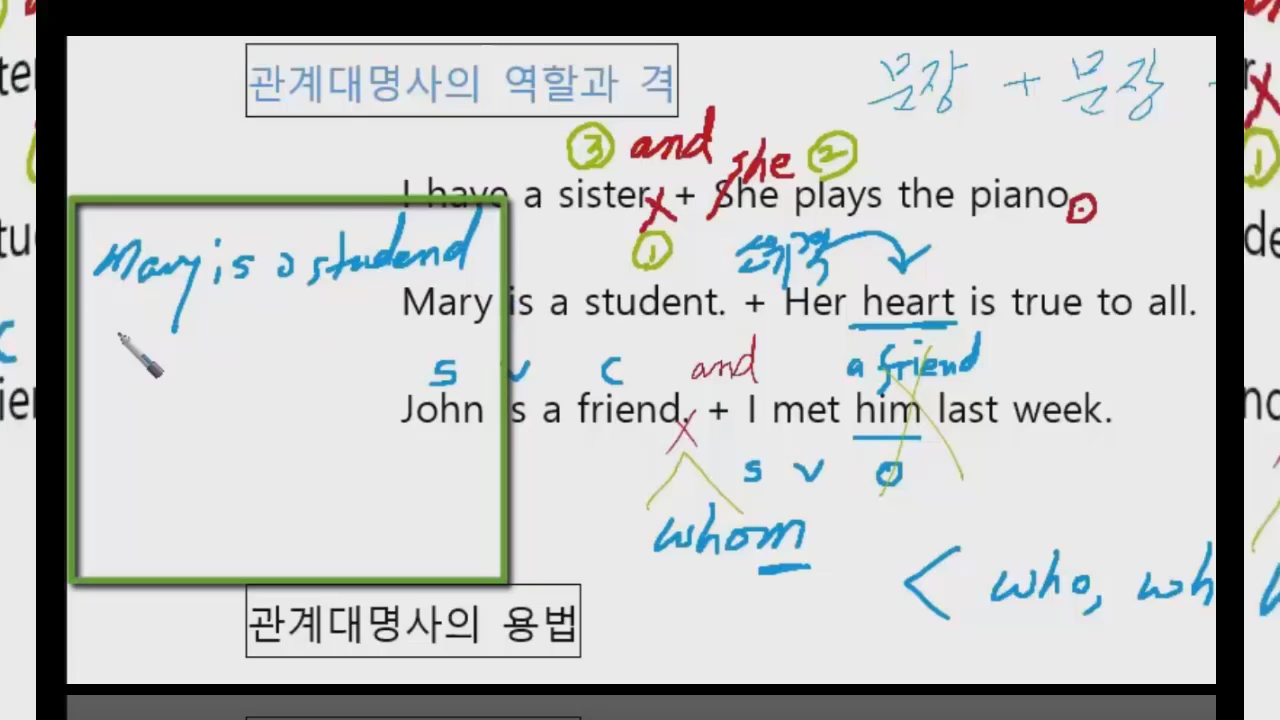 관계대명사의 역할과 격
문장 + 문장
③ and she ②
I have a sister. + She plays the piano.
①
소유격
Mary is a studend
Mary is a student. + Her heart is true to all.
S v C and a friend
John is a friend. + I met him last week.
S v o
whom
< who, wh
관계대명사의 용법